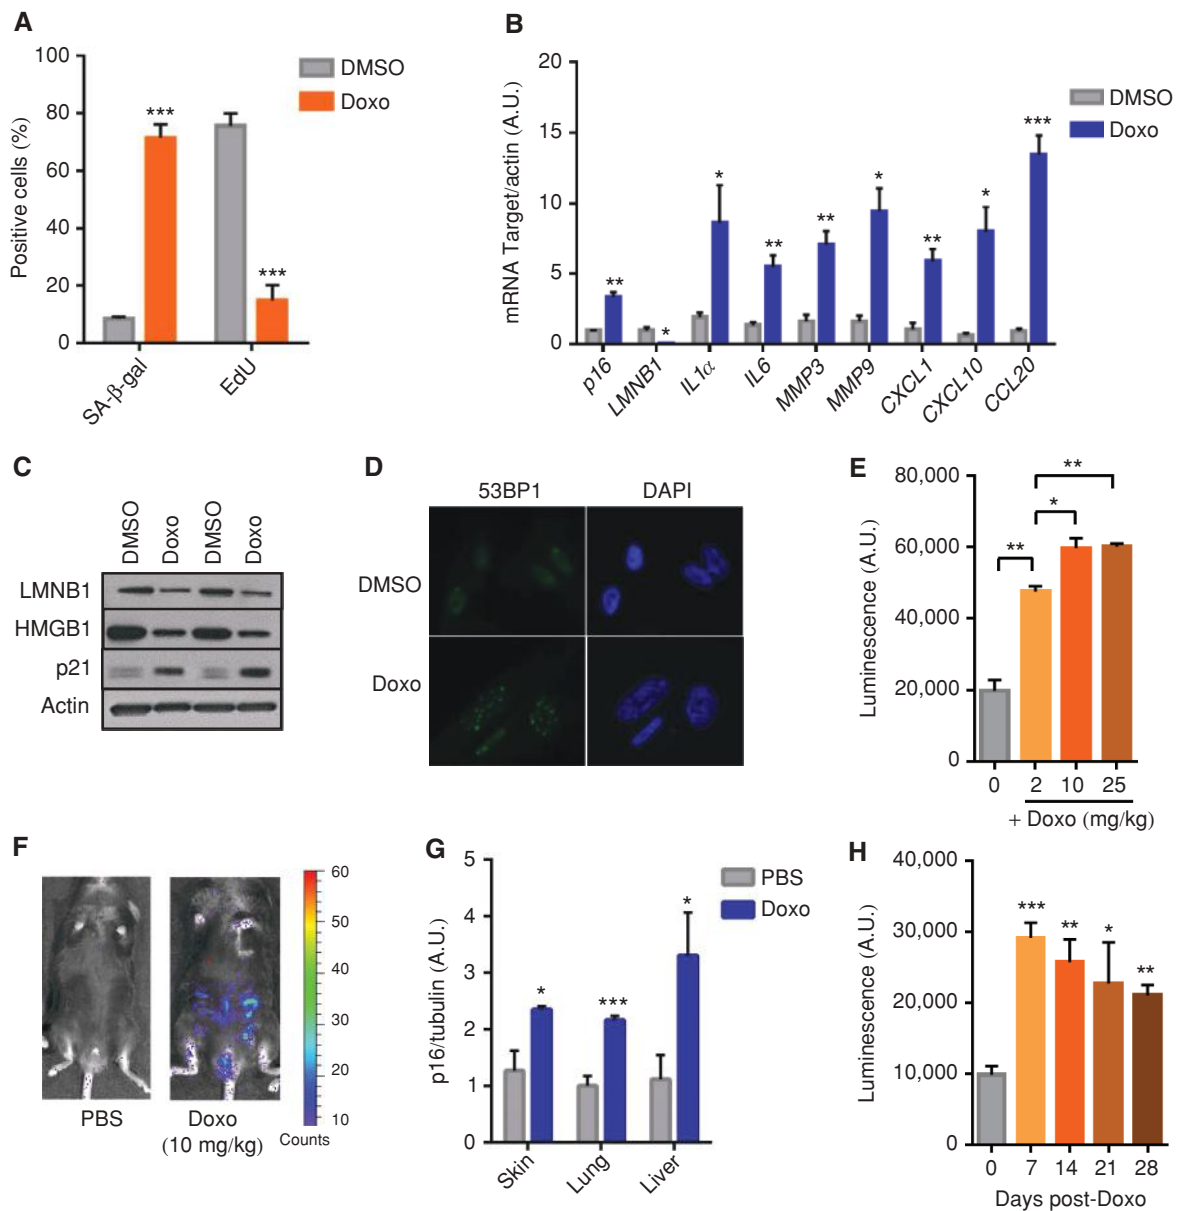 A
100
80
60
40
20
0
Positive cells (%)
***
***
DMSO
Doxo
SA-β-gal
EdU
B
20
15
10
5
0
mRNA Target/actin (A.U.)
**
*
*
**
**
*
**
*
***
DMSO
Doxo
p16
LMNB1
IL1α
IL6
MMP3
MMP9
CXCL1
CXCL10
CCL20
C
DMSO
Doxo
DMSO
Doxo
LMNB1
HMGB1
p21
Actin
D
53BP1
DAPI
DMSO
Doxo
E
80,000
60,000
40,000
20,000
0
Luminescence (A.U.)
**
*
**
0 2 10 25
+ Doxo (mg/kg)
F
PBS
Doxo
(10 mg/kg)
60
50
40
30
20
10
Counts
G
5
4
3
2
1
0
p16/tubulin (A.U.)
*
***
*
PBS
Doxo
Skin
Lung
Liver
H
40,000
30,000
20,000
10,000
0
Luminescence (A.U.)
***
**
*
**
0 7 14 21 28
Days post-Doxo